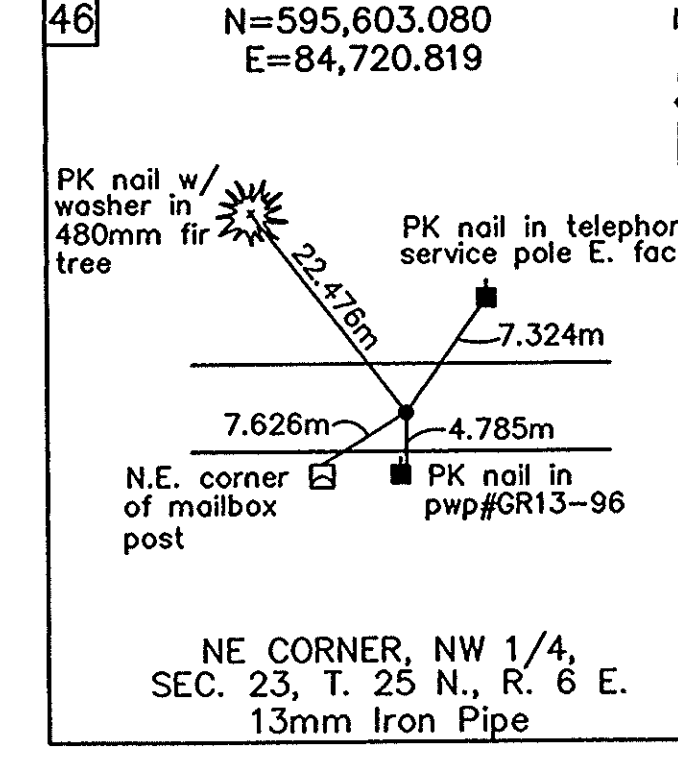 46
N=595,603.080
E=84,720.819
PK nail w/
washer in
480mm fir
tree
22.476m
PK nail in
service pole E.
7.324m
7.626m
4.785m
N.E. corner
of mailbox
post
PK nail in
pwp#GR13-96
NE CORNER, NW 1/4,
SEC. 23, T. 25 N., R. 6 E.
13mm Iron Pipe